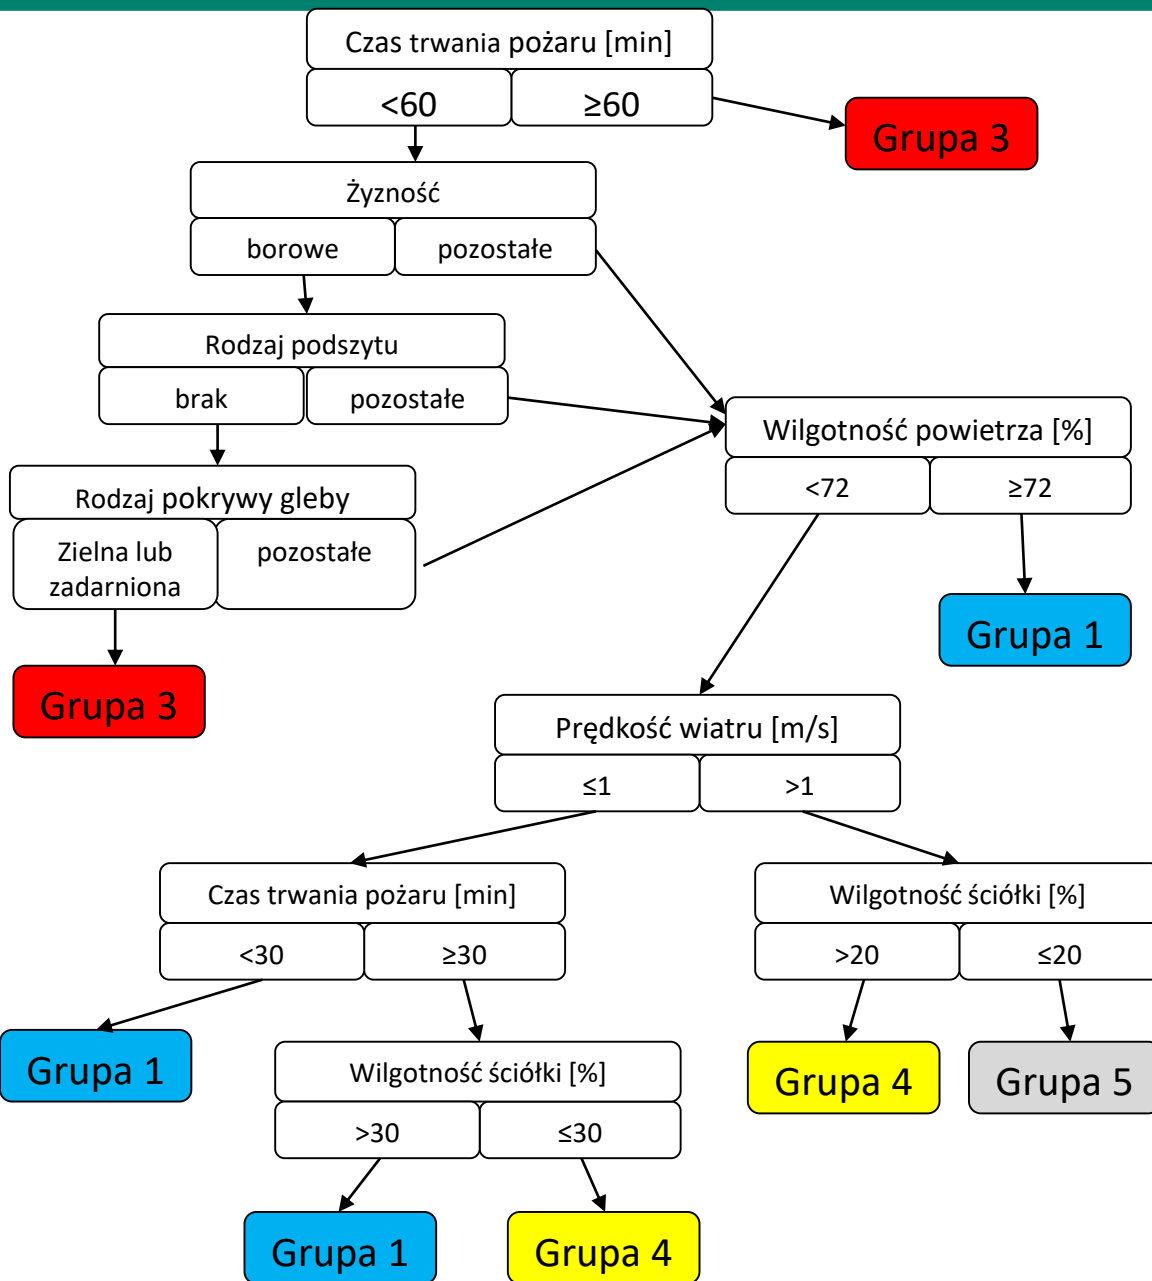 Czas trwania pożaru [min]
<60
≥60
Grupa 3
Żyzność
borowe
pozostałe
Rodzaj podszytu
brak
pozostałe
Wilgotność powietrza [%]
<72
≥72
Rodzaj pokrywy gleby
Zielna lub
zadarniona
pozostałe
Grupa 1
Grupa 3
Prędkość wiatru [m/s]
≤1
>1
Czas trwania pożaru [min]
<30
≥30
Wilgotność ściółki [%]
>20
≤20
Grupa 1
Wilgotność ściółki [%]
>30
≤30
Grupa 4
Grupa 5
Grupa 1
Grupa 4